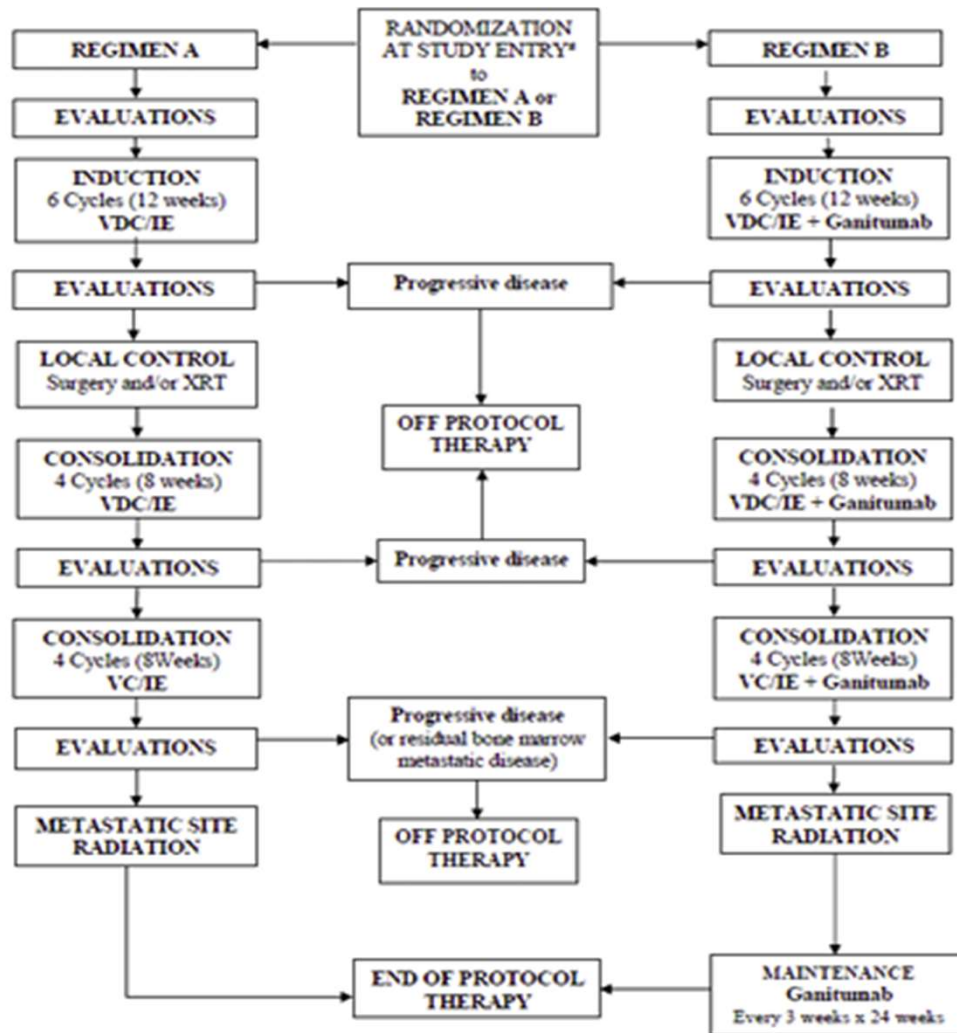 RANDOMIZATION
AT STUDY ENTRY#
to
REGIMEN A or
REGIMEN B
REGIMEN A
EVALUATIONS
INDUCTION
6 Cycles (12 weeks)
VDC/IE
EVALUATIONS
LOCAL CONTROL
Surgery and/or XRT
CONSOLIDATION
4 Cycles (8 weeks)
VDC/IE
EVALUATIONS
CONSOLIDATION
4 Cycles (8Weeks)
VC/IE
EVALUATIONS
METASTATIC SITE
RADIATION
Progressive disease
OFF PROTOCOL
THERAPY
Progressive disease
Progressive disease
(or residual bone marrow
metastatic disease)
OFF PROTOCOL
THERAPY
END OF PROTOCOL
THERAPY
REGIMEN B
EVALUATIONS
INDUCTION
6 Cycles (12 weeks)
VDC/IE + Ganitumab
EVALUATIONS
LOCAL CONTROL
Surgery and/or XRT
CONSOLIDATION
4 Cycles (8 weeks)
VDC/IE + Ganitumab
EVALUATIONS
CONSOLIDATION
4 Cycles (8Weeks)
VC/IE + Ganitumab
EVALUATIONS
METASTATIC SITE
RADIATION
MAINTENANCE
Ganitumab
Every 3 weeks x 24 weeks